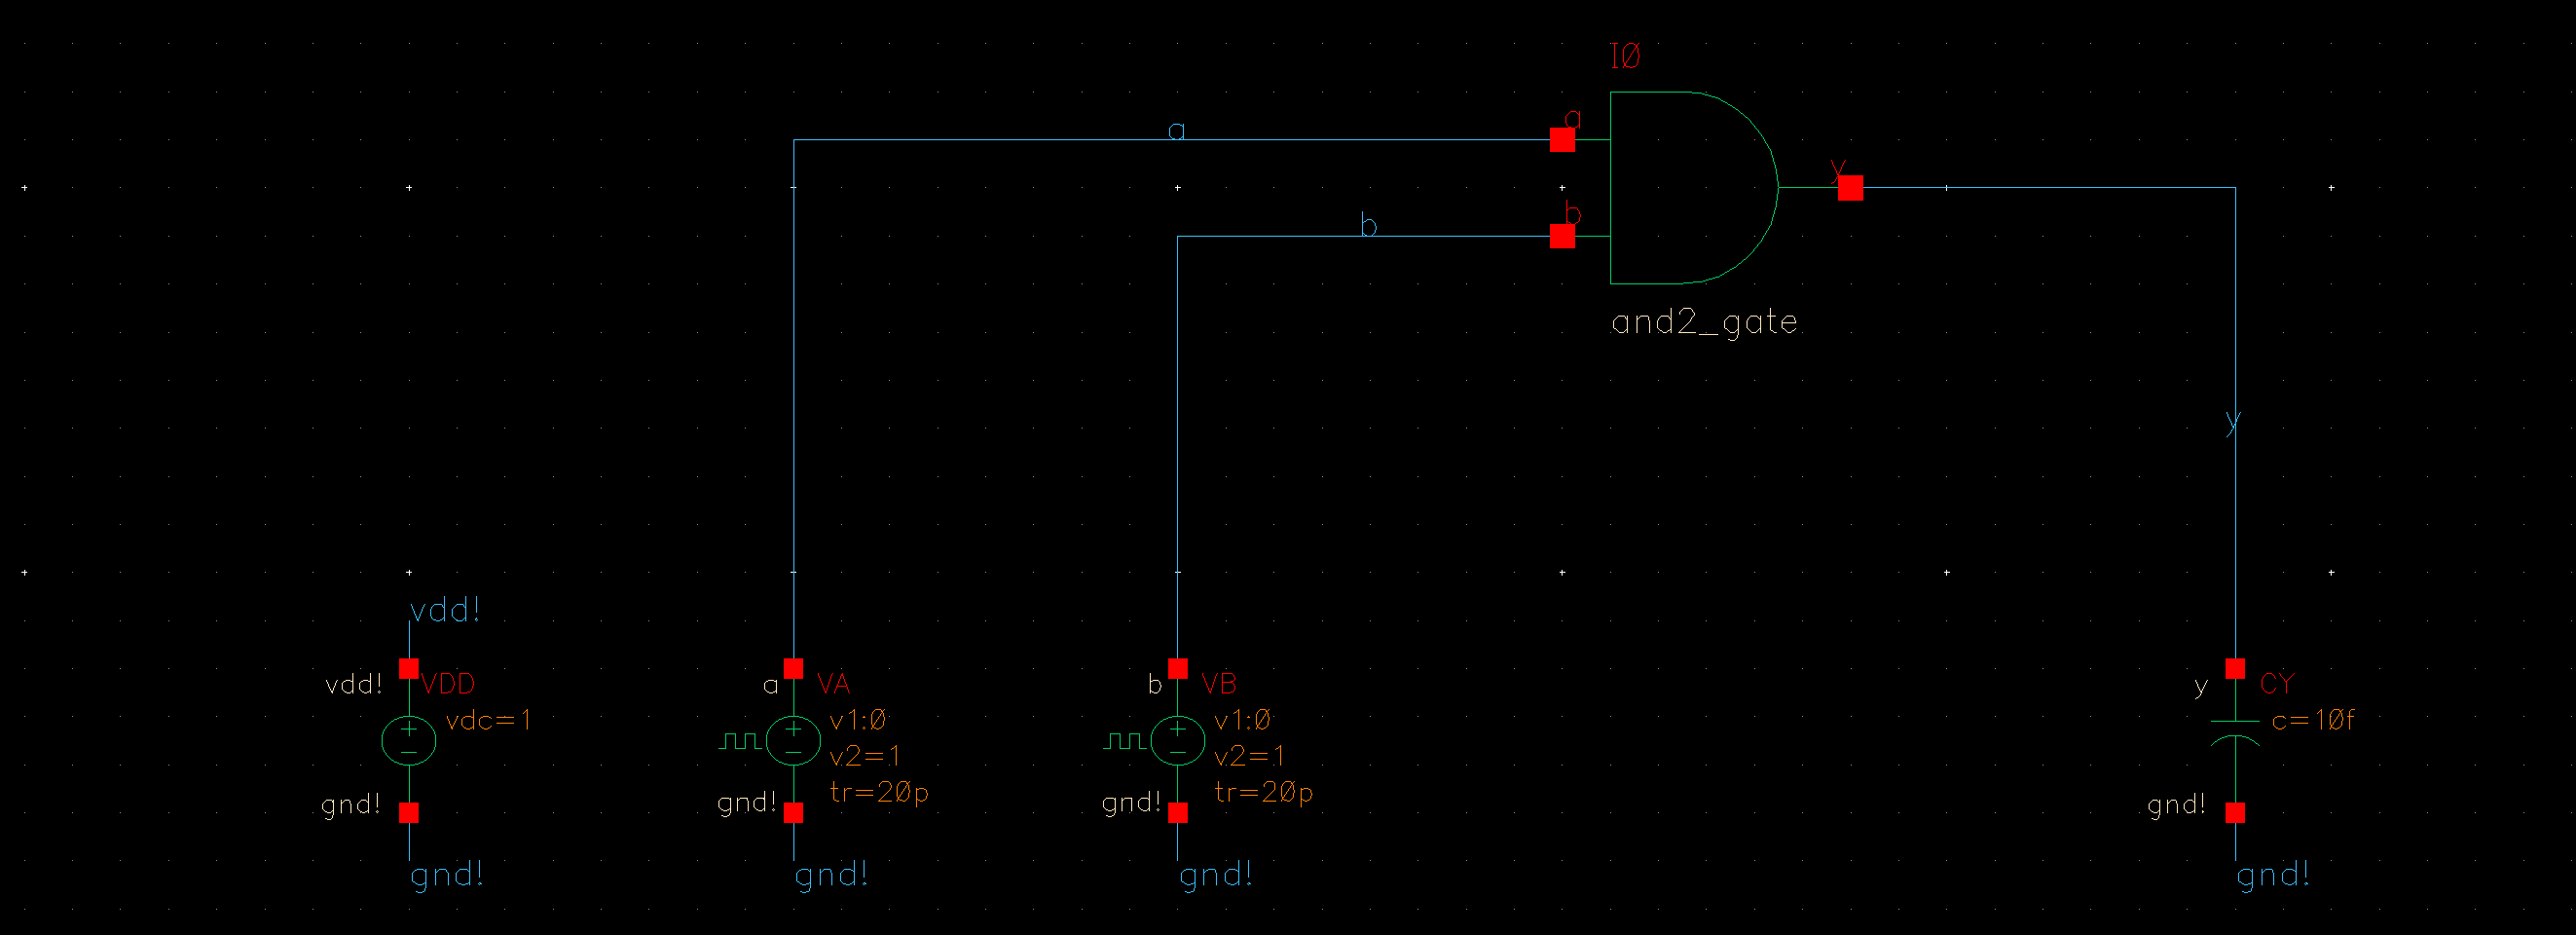 I0
a
a
y
b
b
and2_gate
y
vdd!
vdd!
VDD
vdc=1
gnd!
gnd!
a
VA
v1:0
v2=1
tr=20p
gnd!
gnd!
b
VB
v1:0
v2=1
tr=20p
gnd!
gnd!
y
CY
c=10f
gnd!
gnd!